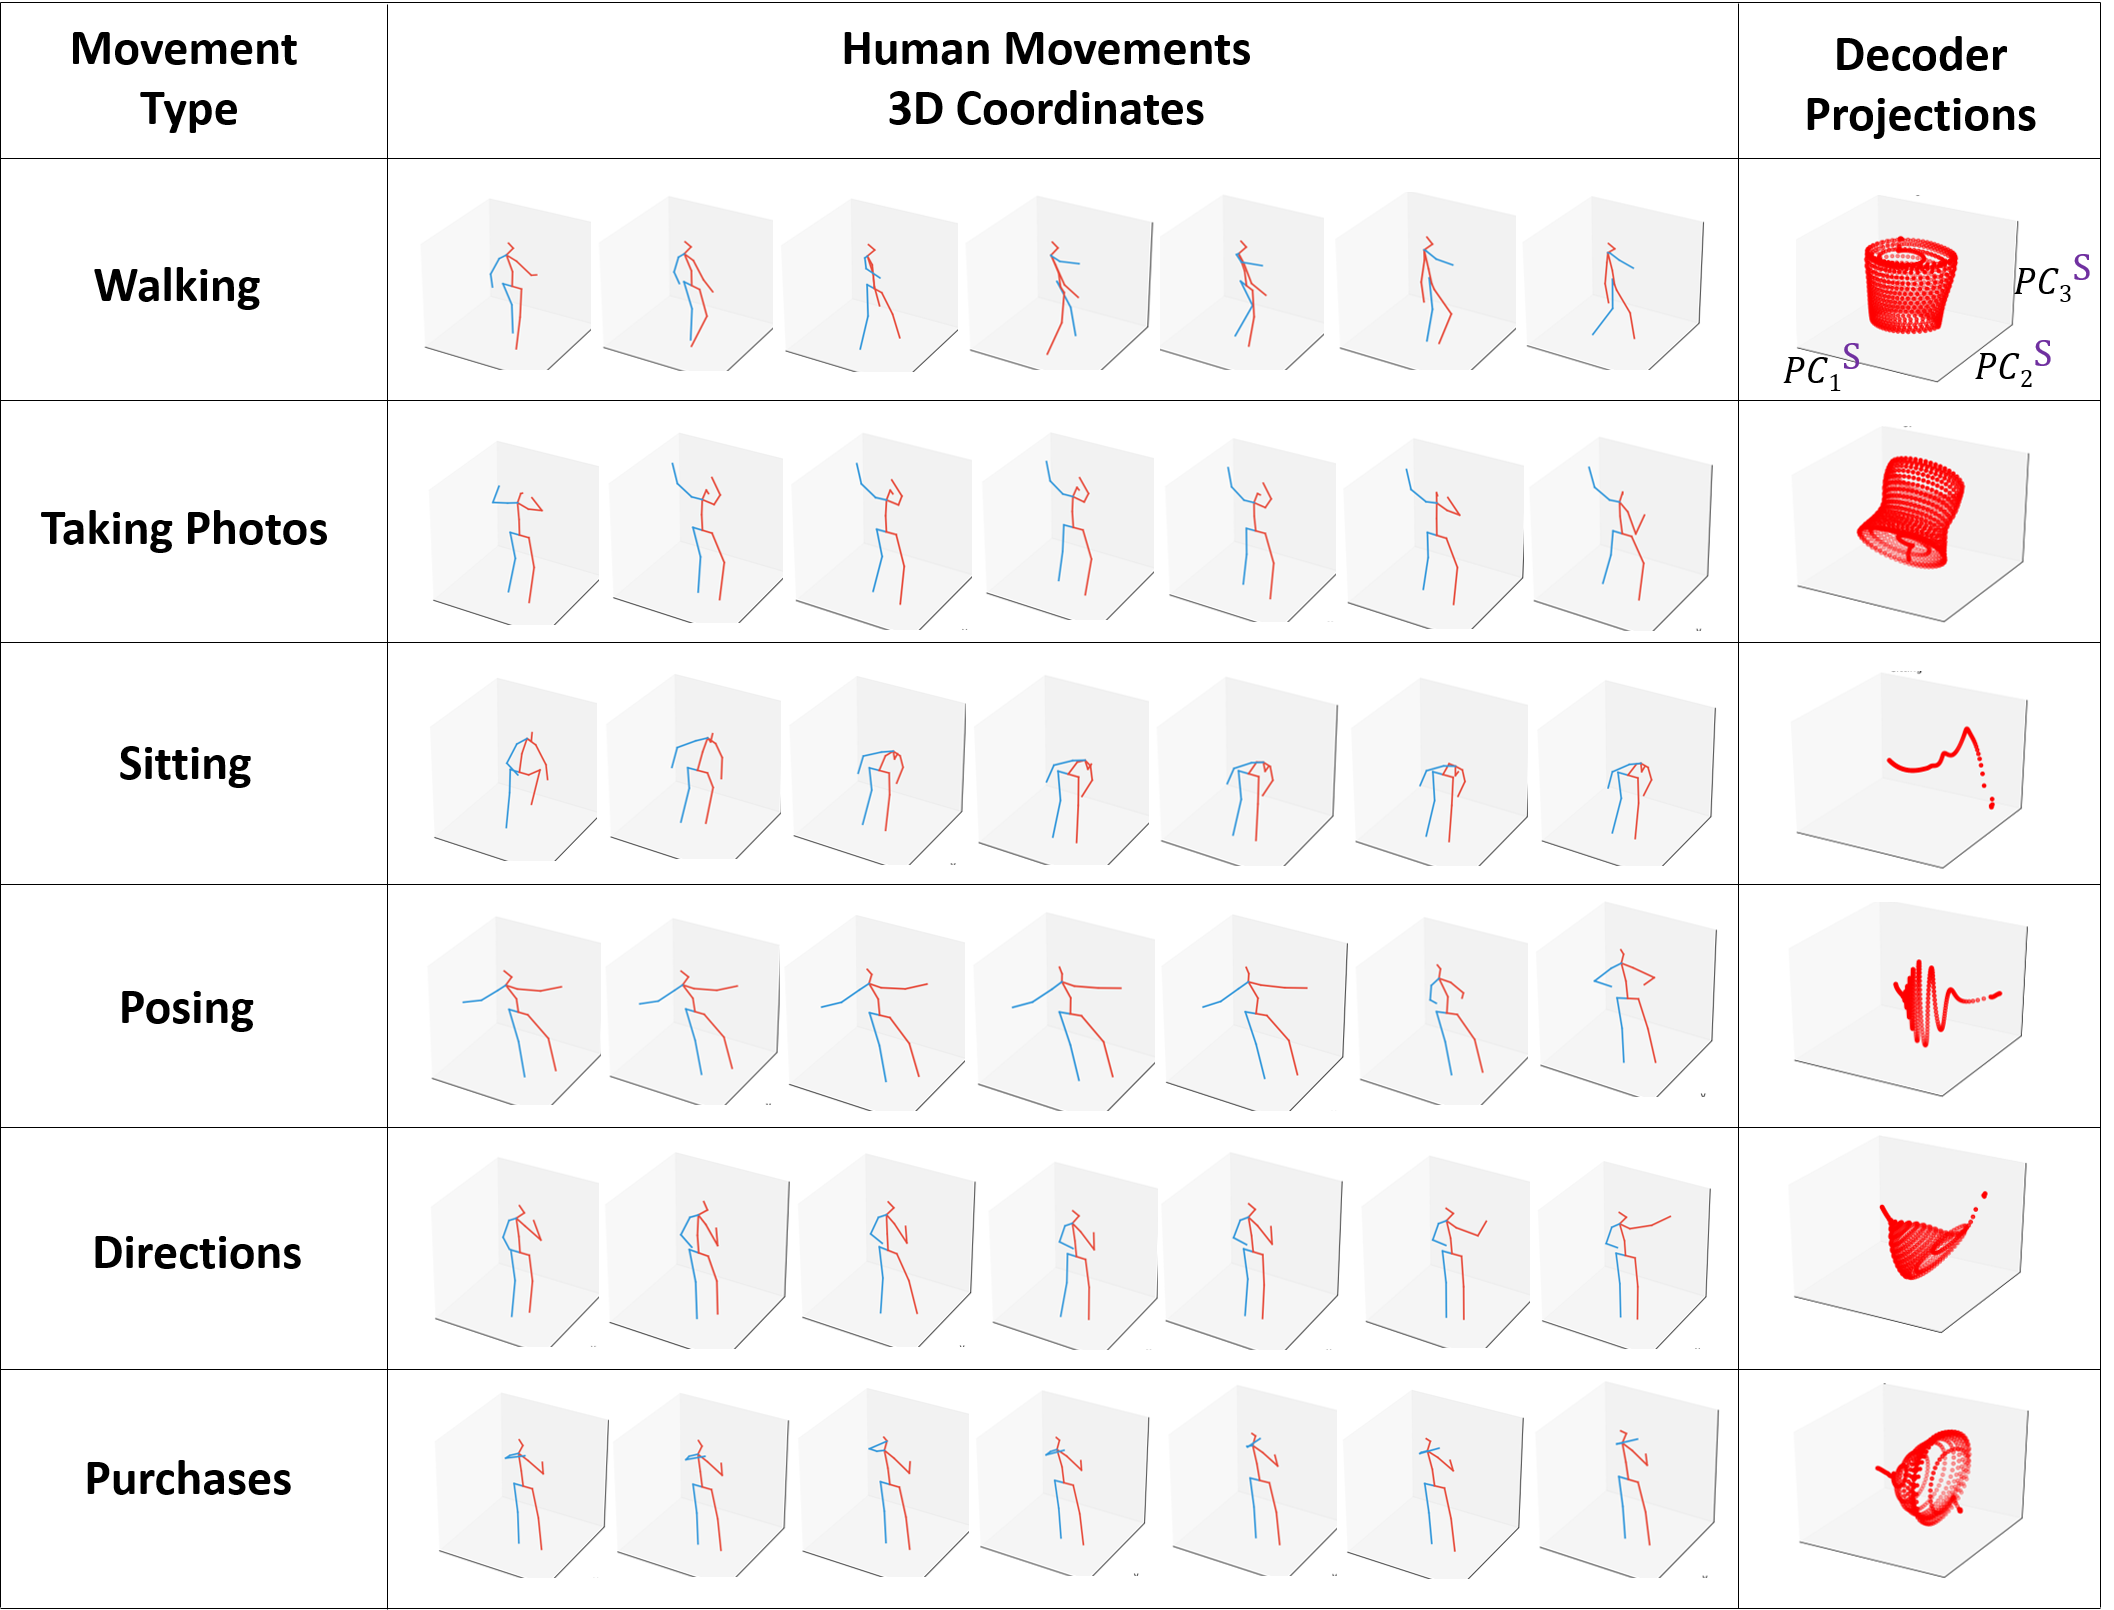 Movement
Type
Human Movements
3D Coordinates
Decoder
Projections
Walking
PC₃ˢ
PC₁ˢ
PC₂ˢ
Taking Photos
Sitting
Posing
Directions
Purchases